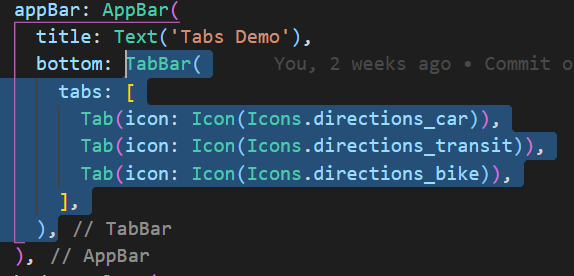 appBar: AppBar(
title: Text('Tabs Demo'),
bottom: TabBar( You, 2 weeks ago • Commit o
tabs: [
Tab(icon: Icon(Icons.directions_car)),
Tab(icon: Icon(Icons.directions_transit)),
Tab(icon: Icon(Icons.directions_bike)),
],
), // TabBar
), // AppBar